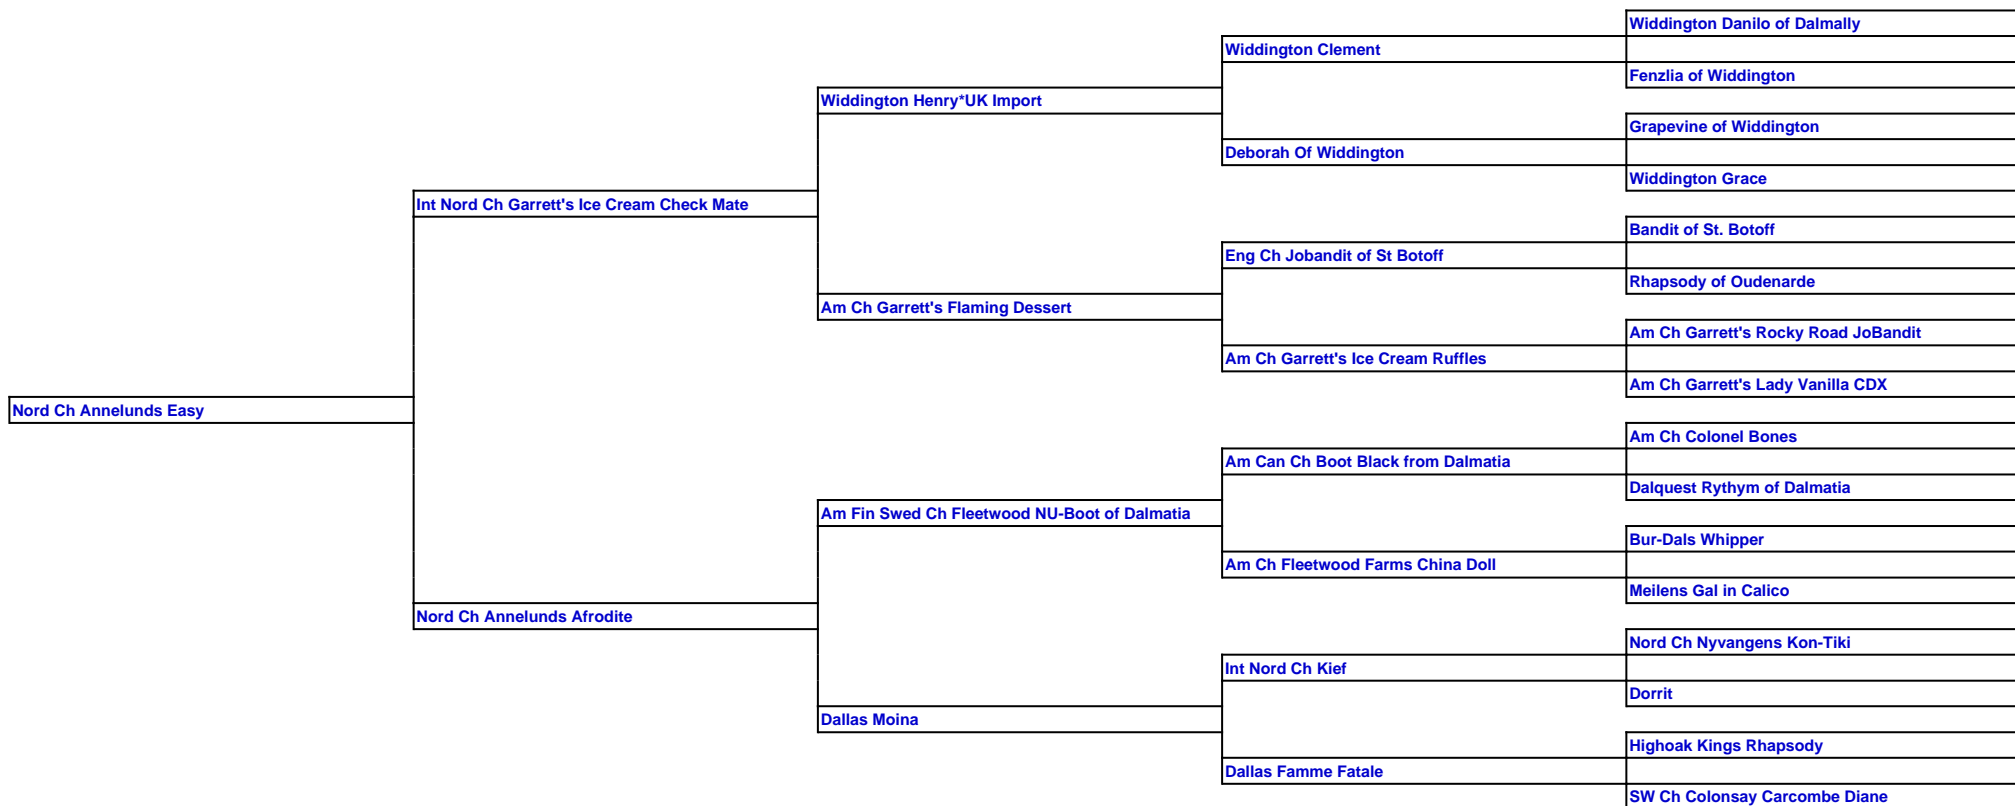 Widdington Danilo of Dalmally
Widdington Clement
Fenzlia of Widdington
Widdington Henry*UK Import
Grapevine of Widdington
Deborah Of Widdington
Widdington Grace
Int Nord Ch Garrett's Ice Cream Check Mate
Bandit of St. Botoff
Eng Ch Jobandit of St Botoff
Rhapsody of Oudenarde
Am Ch Garrett's Flaming Dessert
Am Ch Garrett's Rocky Road JoBandit
Am Ch Garrett's Ice Cream Ruffles
Am Ch Garrett's Lady Vanilla CDX
Nord Ch Annelunds Easy
Am Ch Colonel Bones
Am Can Ch Boot Black from Dalmatia
Dalquest Rythym of Dalmatia
Am Fin Swed Ch Fleetwood NU-Boot of Dalmatia
Bur-Dals Whipper
Am Ch Fleetwood Farms China Doll
Meilens Gal in Calico
Nord Ch Annelunds Afrodite
Nord Ch Nyvangens Kon-Tiki
Int Nord Ch Kief
Dorrit
Dallas Moina
Highoak Kings Rhapsody
Dallas Famme Fatale
SW Ch Colonsay Carcombe Diane